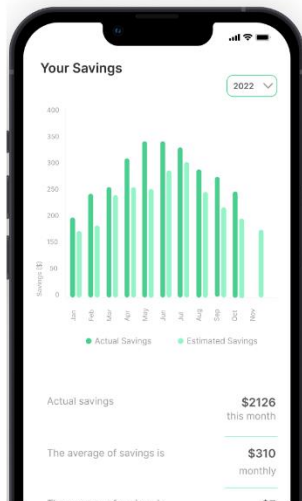 Your Savings
2022
400
350
300
250
200
150
50
0
Savings ($)
Jan
Feb
Mar
Apr
May
Jun
Jul
Aug
Sep
Oct
Nov
Actual Savings
Estimated Savings
Actual savings
$2126
this month
The average of savings is
$310
monthly